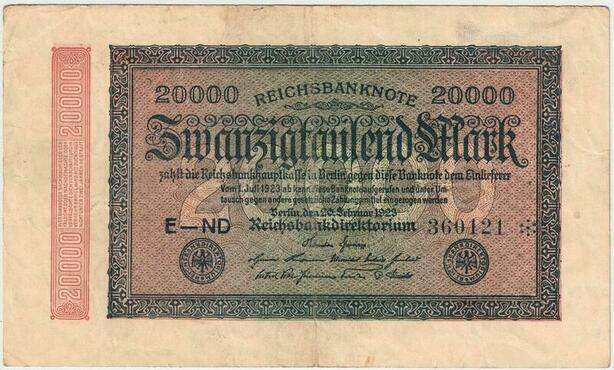 20000 REICHSBANKNOTE 20000
Zwanzigtausend Mark
zahlt die Reichsbankhauptkasse in Berlin gegen diese Banknote dem Einlieferer
Vom 1. Juli 1923 ab kann diese Banknote aufgerufen und unter Um-
tausch gegen andere gesetzliche Zahlungsmittel eingezogen werden
Berlin, den 20. Februar 1923
E—ND Reichsbankdirektorium 360121
20000
20000
20000